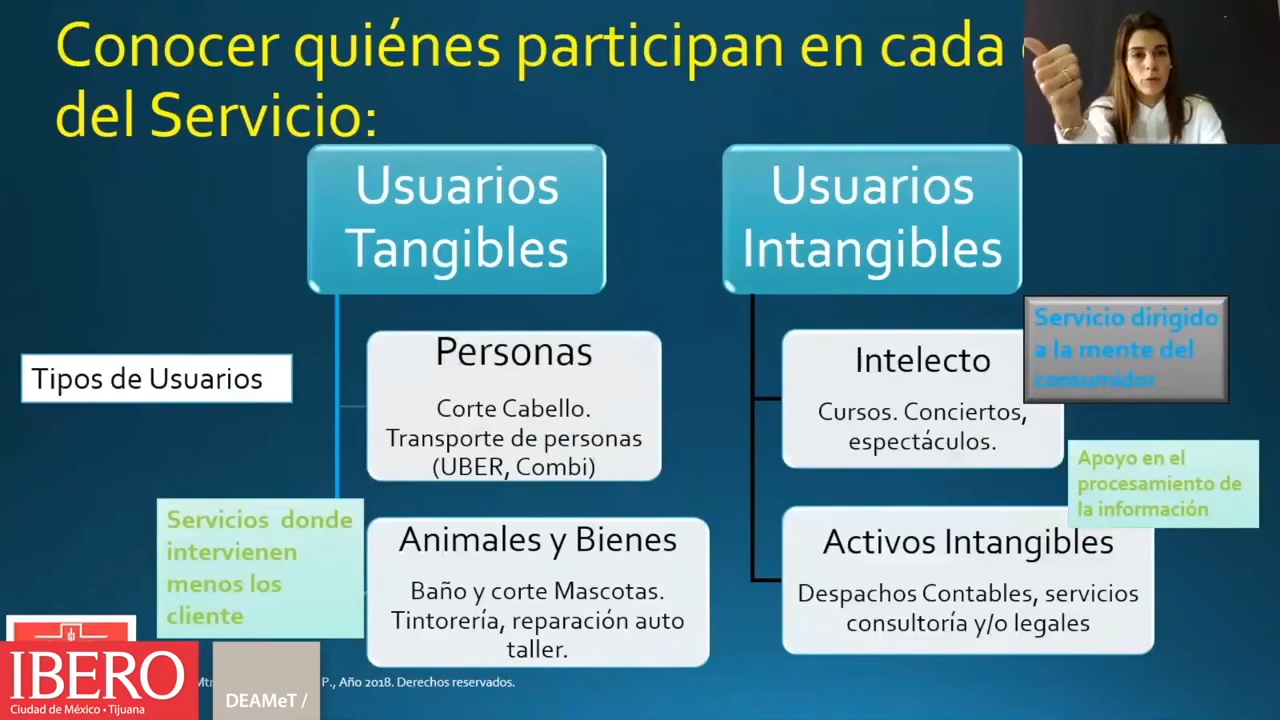 Conocer quiénes participan en cada
del Servicio:
Usuarios
Tangibles
Usuarios
Intangibles
Servicio dirigido
a la mente del
consumidor
Tipos de Usuarios
Personas
Corte Cabello.
Transporte de personas
(UBER, Combi)
Intelecto
Cursos. Conciertos,
espectáculos.
Apoyo en el
procesamiento de
la información
Servicios donde
intervienen
menos los
cliente
Animales y Bienes
Baño y corte Mascotas.
Tintorería, reparación auto
taller.
Activos Intangibles
Despachos Contables, servicios
consultoría y/o legales
P., Año 2018. Derechos reservados.
IBERO
Ciudad de México • Tijuana
DEAMeT /